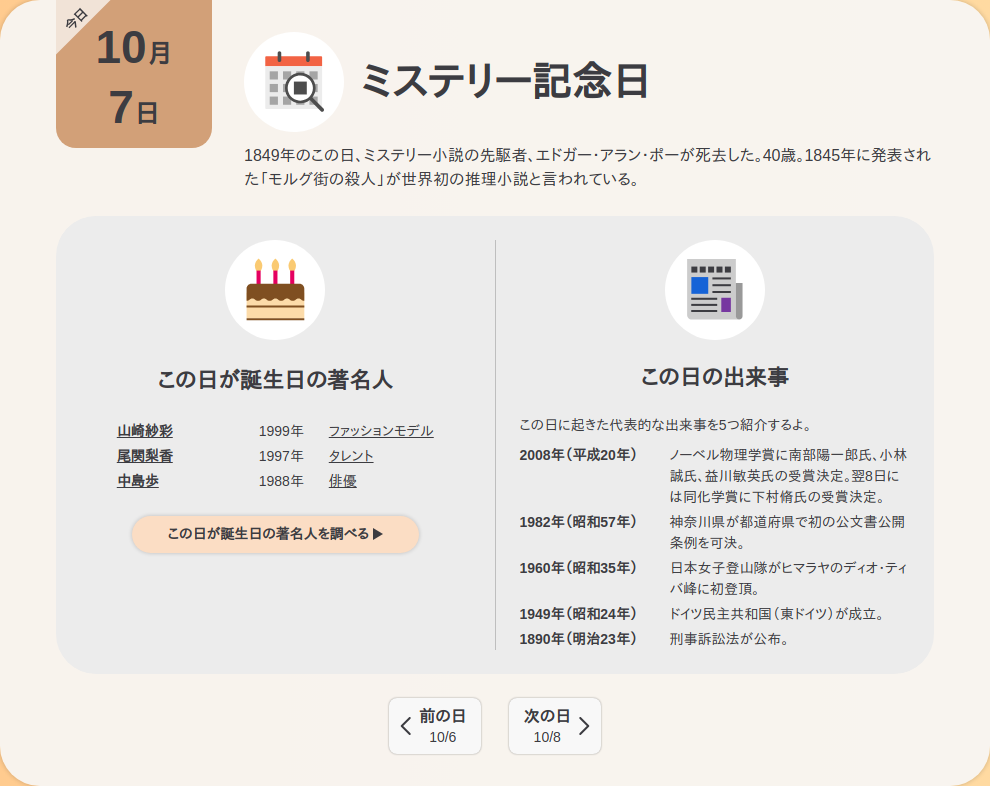 今日
10月
7日
ミステリー記念日
1849年のこの日、ミステリー小説の先駆者、エドガー・アラン・ポーが死去した。40歳。1845年に発表され
た「モルグ街の殺人」が世界初の推理小説と言われている。
この日が誕生日の著名人
山崎紗彩 1999年 ファッションモデル
尾関梨香 1997年 タレント
中島歩 1988年 俳優
この日が誕生日の著名人を調べる▶
この日の出来事
この日に起きた代表的な出来事を5つ紹介するよ。
2008年（平成20年） ノーベル物理学賞に南部陽一郎氏、小林
誠氏、益川敏英氏の受賞決定。翌8日に
は同化学賞に下村脩氏の受賞決定。
1982年（昭和57年） 神奈川県が都道府県で初の公文書公開
条例を可決。
1960年（昭和35年） 日本女子登山隊がヒマラヤのディオ・ティ
バ峰に初登頂。
1949年（昭和24年） ドイツ民主共和国（東ドイツ）が成立。
1890年（明治23年） 刑事訴訟法が公布。
前の日
10/6
次の日
10/8